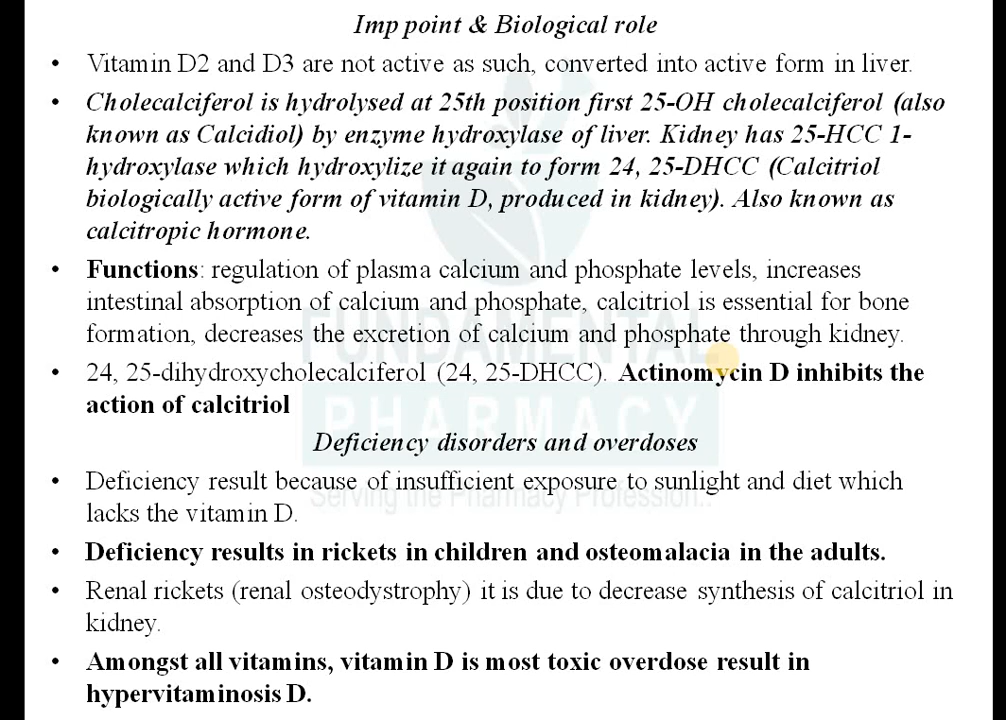 Imp point & Biological role
• Vitamin D2 and D3 are not active as such, converted into active form in liver.
• Cholecalciferol is hydrolysed at 25th position first 25-OH cholecalciferol (also
known as Calcidiol) by enzyme hydroxylase of liver. Kidney has 25-HCC 1-
hydroxylase which hydroxylize it again to form 24, 25-DHCC (Calcitriol
biologically active form of vitamin D, produced in kidney). Also known as
calcitropic hormone.
• Functions: regulation of plasma calcium and phosphate levels, increases
intestinal absorption of calcium and phosphate, calcitriol is essential for bone
formation, decreases the excretion of calcium and phosphate through kidney.
• 24, 25-dihydroxycholecalciferol (24, 25-DHCC). Actinomycin D inhibits the
action of calcitriol
FUNDAMENTAL
PHARMACY
Serving the Pharmacy Profession..
Deficiency disorders and overdoses
• Deficiency result because of insufficient exposure to sunlight and diet which
lacks the vitamin D.
• Deficiency results in rickets in children and osteomalacia in the adults.
• Renal rickets (renal osteodystrophy) it is due to decrease synthesis of calcitriol in
kidney.
• Amongst all vitamins, vitamin D is most toxic overdose result in
hypervitaminosis D.